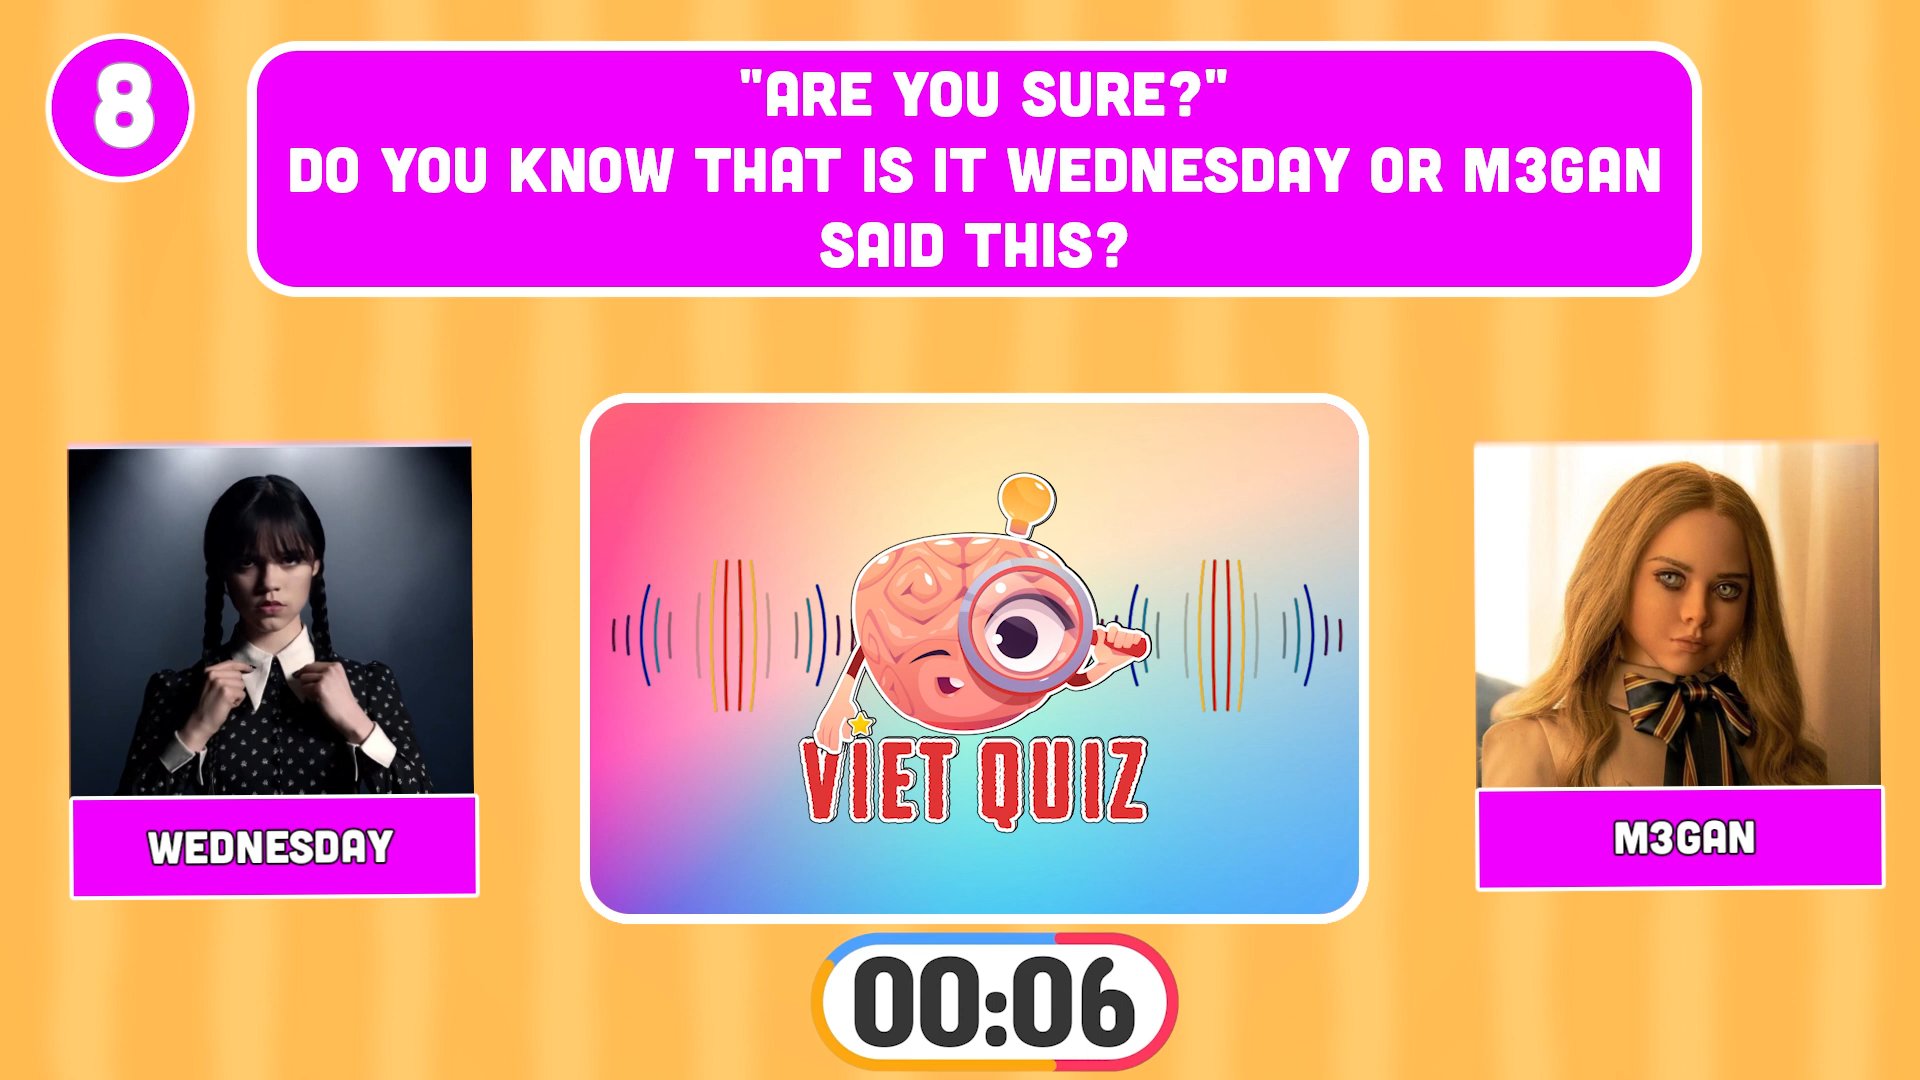 8
"ARE YOU SURE?"
DO YOU KNOW THAT IS IT WEDNESDAY OR M3GAN
SAID THIS?
VIET QUIZ
WEDNESDAY
M3GAN
00:06